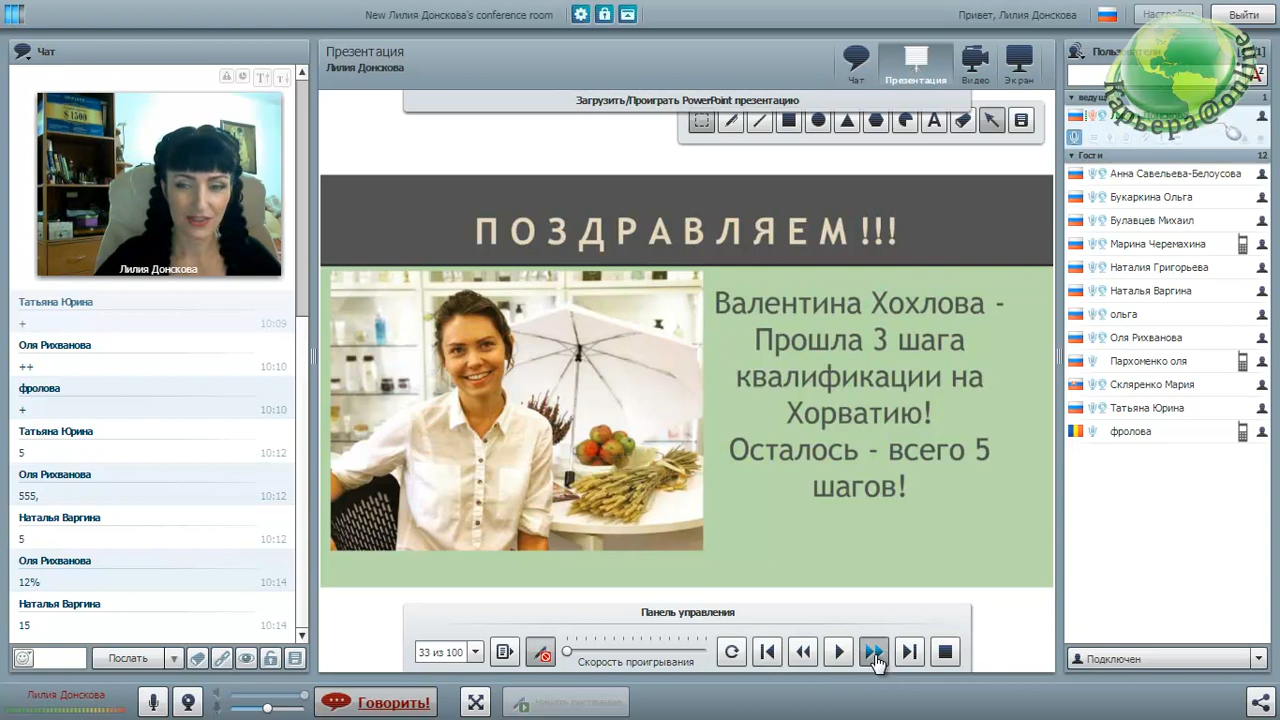 New Лилия Донскова's conference room
Привет, Лилия Донскова
Настройки
Выйти
Чат
$1500
Лилия Донскова
Татьяна Юрина
+ 10:09
Оля Рихванова
++ 10:10
фролова
+ 10:10
Татьяна Юрина
5 10:12
Оля Рихванова
555, 10:12
Наталья Варгина
5 10:12
Оля Рихванова
12% 10:14
Наталья Варгина
15 10:14
Послать
Презентация
Лилия Донскова
Чат
Презентация
Видео
Экран
Загрузить/Проиграть PowerPoint презентацию
ПОЗДРАВЛЯЕМ!!!
Валентина Хохлова -
Прошла 3 шага
квалификации на
Хорватию!
Осталось - всего 5
шагов!
Панель управления
33 из 100
Скорость проигрывания
карьера@online
Гости 12
Анна Савельева-Белоусова
Букаркина Ольга
Булавцев Михаил
Марина Черемахина
Наталия Григорьева
Наталья Варгина
ольга
Оля Рихванова
Пархоменко оля
Скляренко Мария
Татьяна Юрина
фролова
Подключен
Лилия Донскова
Говорить!